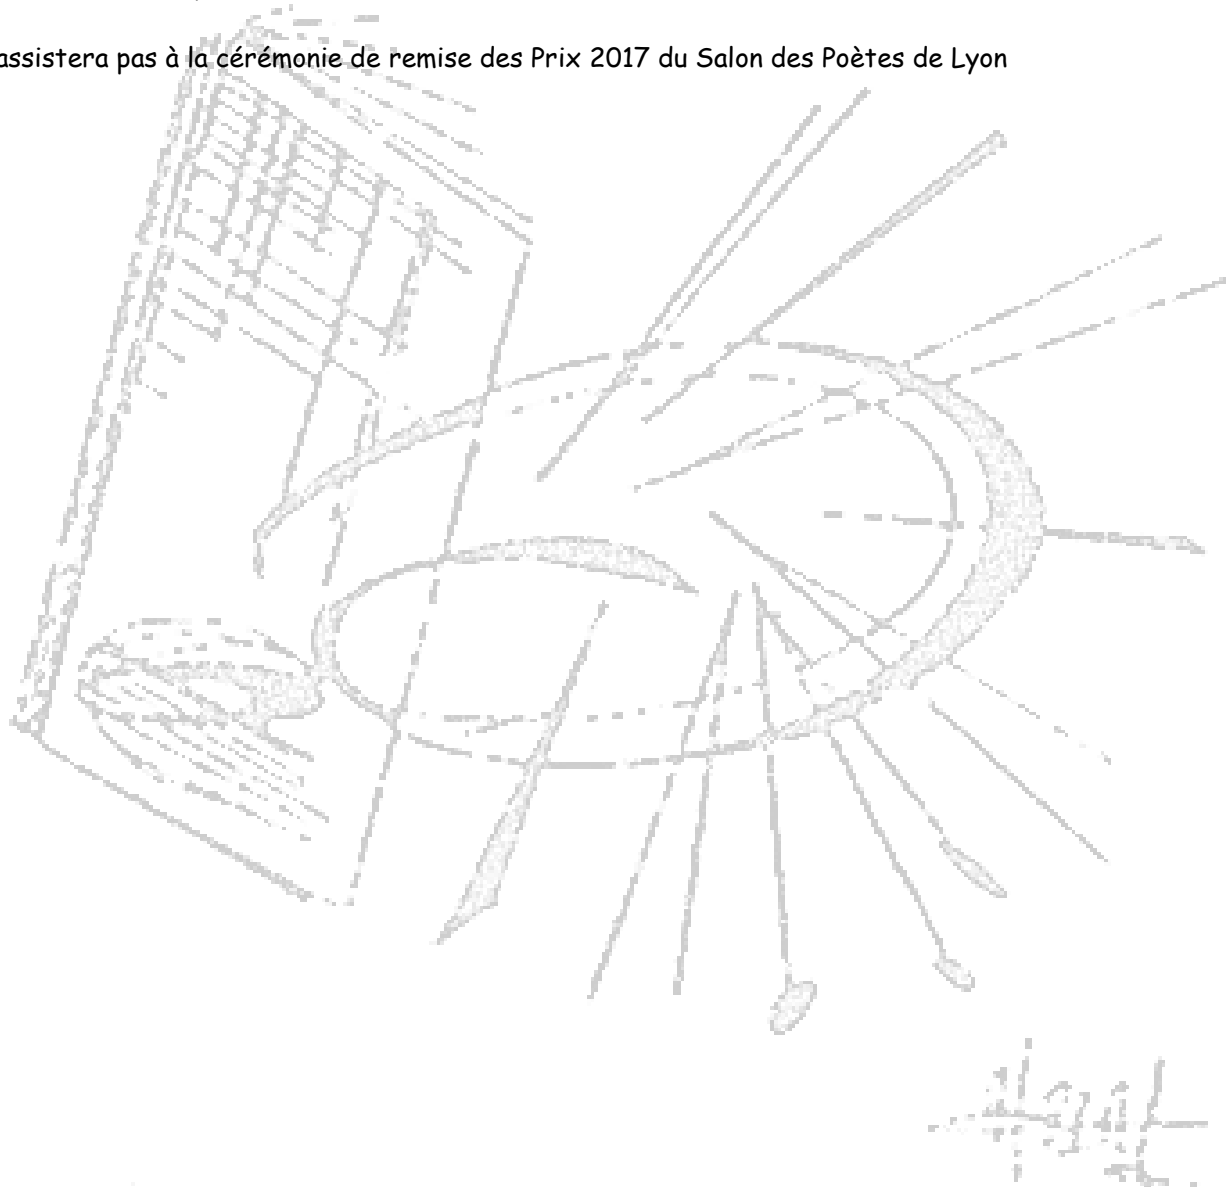 assistera pas à la cérémonie de remise des Prix 2017 du Salon des Poètes de Lyon